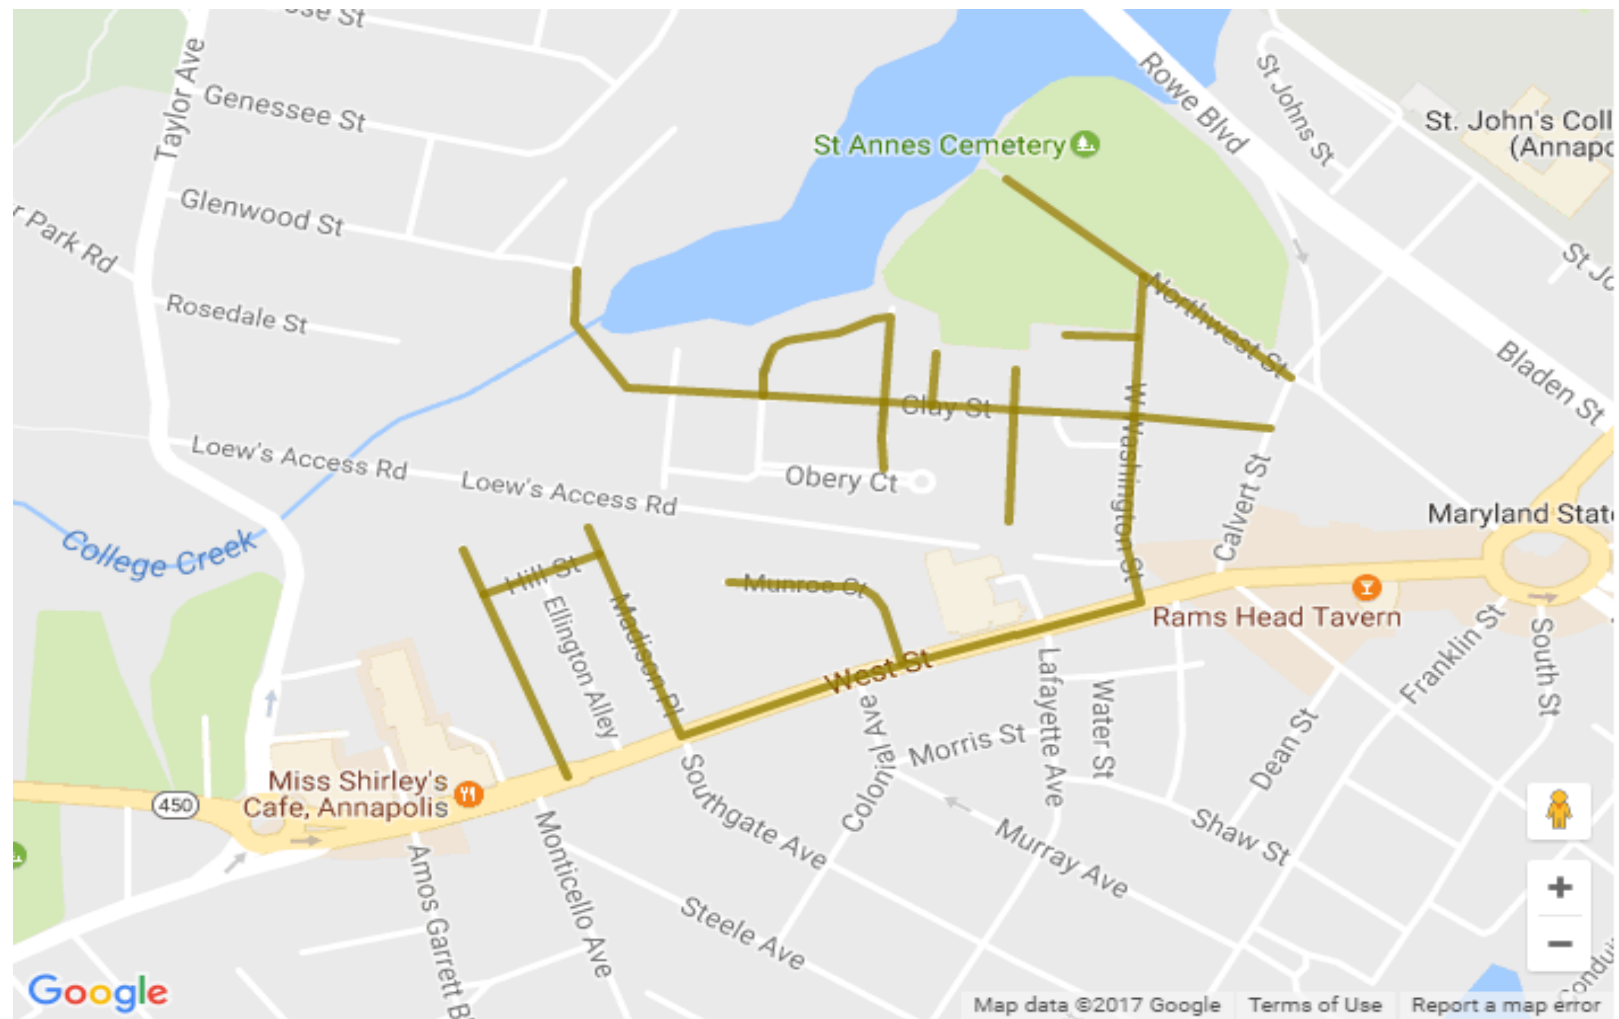 ose St
Taylor Ave
Genessee St
Rowe Blvd
St Johns St
St. John's Coll
(Annapo
St Annes Cemetery
Glenwood St
r Park Rd
St Jo
Rosedale St
Northwest St
Bladen St
Clay St
W Washington St
Loew's Access Rd
Loew's Access Rd
Obery Ct
Calvert St
Maryland State
College Creek
Hill St
Munroe Ct
Ellington Alley
Madison Pl
Rams Head Tavern
Franklin St
South St
West St
Lafayette Ave
Water St
Colonial Ave
Morris St
Dean St
Miss Shirley's
Cafe, Annapolis
450
Southgate Ave
Shaw St
Murray Ave
Amos Garrett B
Monticello Ave
Steele Ave
+
−
Condui
Google
Map data ©2017 Google
Terms of Use
Report a map error